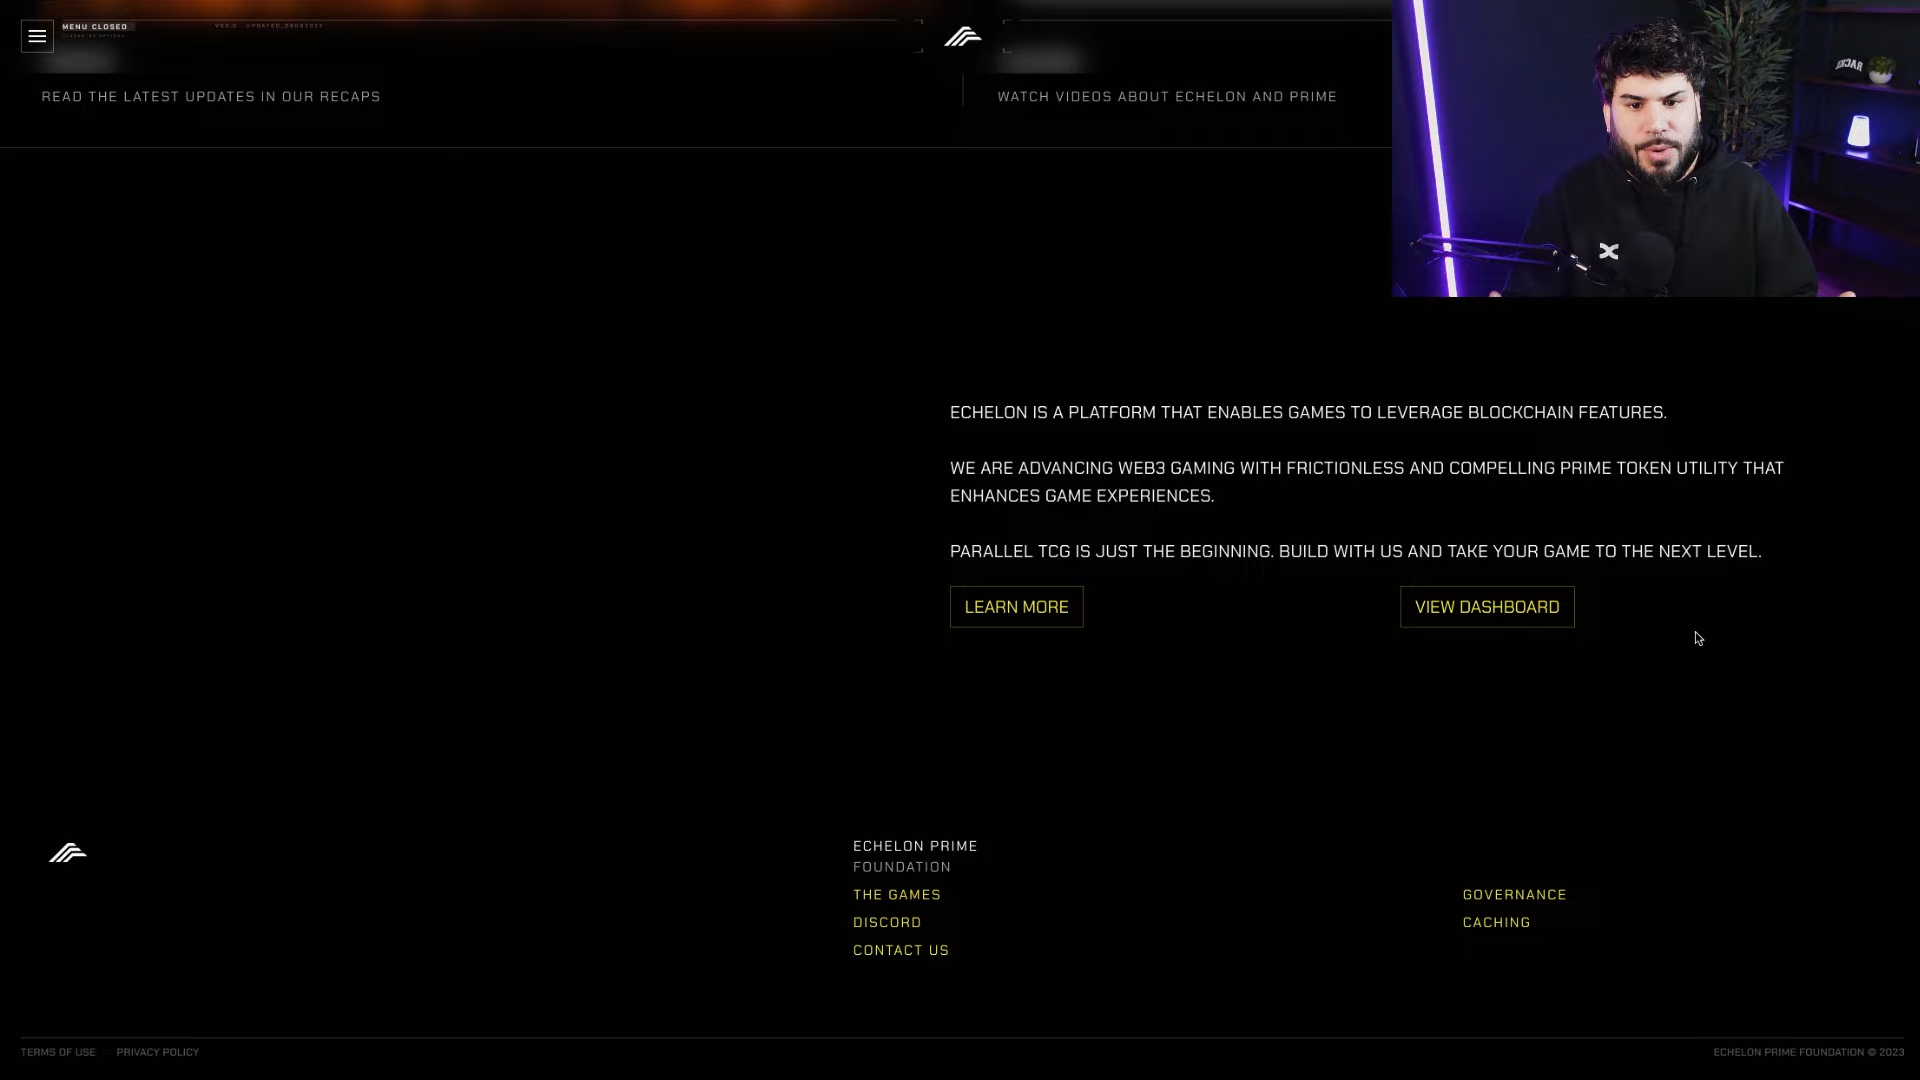 MENU CLOSED
READ THE LATEST UPDATES IN OUR RECAPS
WATCH VIDEOS ABOUT ECHELON AND PRIME
ECHELON IS A PLATFORM THAT ENABLES GAMES TO LEVERAGE BLOCKCHAIN FEATURES.
WE ARE ADVANCING WEB3 GAMING WITH FRICTIONLESS AND COMPELLING PRIME TOKEN UTILITY THAT
ENHANCES GAME EXPERIENCES.
PARALLEL TCG IS JUST THE BEGINNING. BUILD WITH US AND TAKE YOUR GAME TO THE NEXT LEVEL.
LEARN MORE
VIEW DASHBOARD
ECHELON PRIME
FOUNDATION
THE GAMES
GOVERNANCE
DISCORD
CACHING
CONTACT US
TERMS OF USE
PRIVACY POLICY
ECHELON PRIME FOUNDATION © 2023